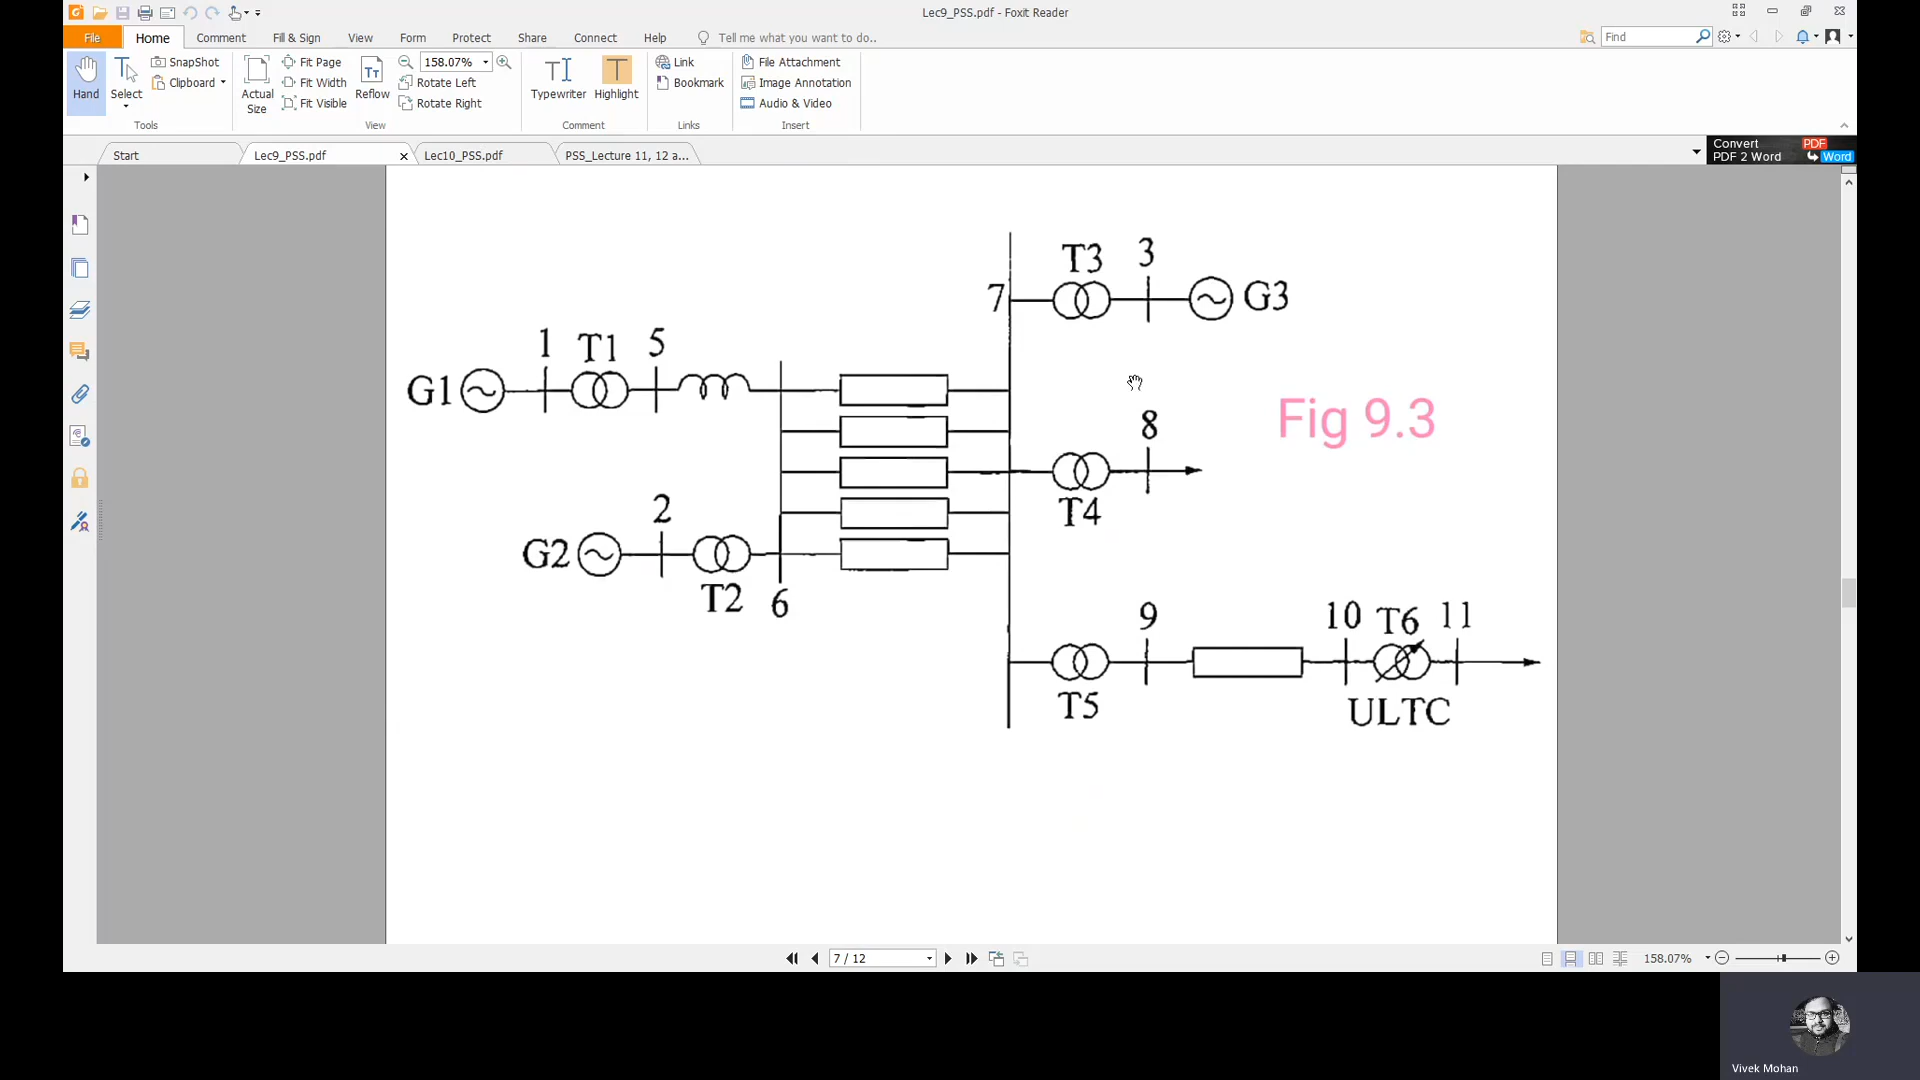 Lec9_PSS.pdf - Foxit Reader
File Home Comment Fill & Sign View Form Protect Share Connect Help Tell me what you want to do.. Find
SnapShot Fit Page 158.07% Link File Attachment
Clipboard Fit Width Rotate Left Bookmark Image Annotation
Hand Select Actual Size Fit Visible Reflow Rotate Right Typewriter Highlight Audio & Video
Tools View Comment Links Insert
Start Lec9_PSS.pdf Lec10_PSS.pdf PSS_Lecture 11, 12 a...
Convert PDF
PDF 2 Word Word
T3 3
7 G3
1 T1 5
G1
8
Fig 9.3
2
T4
G2
T2 6
9 10 T6 11
T5 ULTC
7 / 12 158.07%
Vivek Mohan